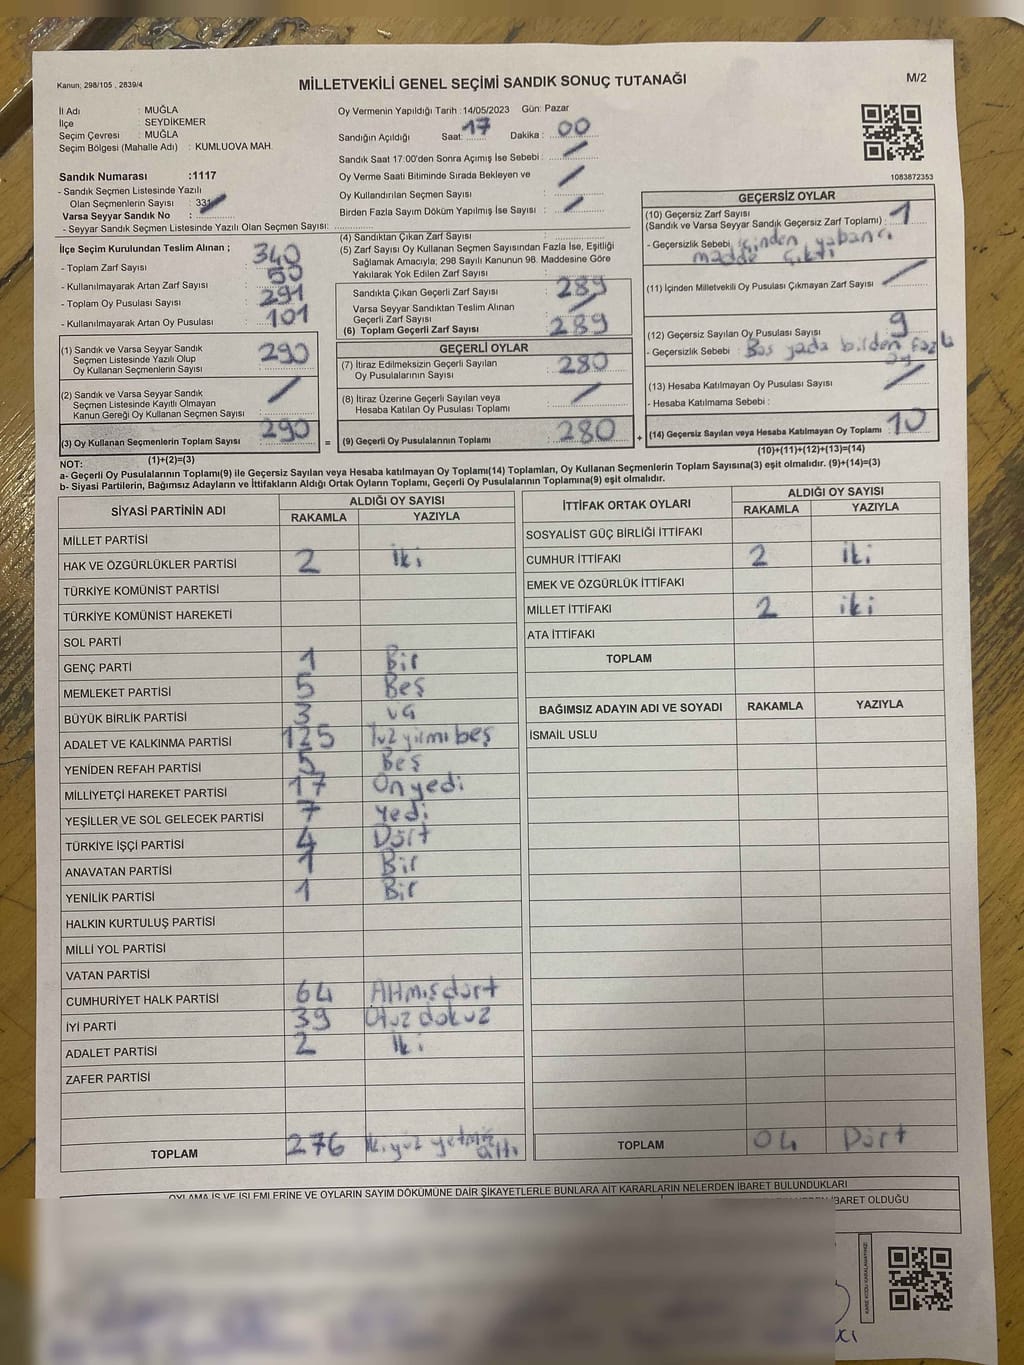 Kanun; 298/105 , 2839/4
MİLLETVEKİLİ GENEL SEÇİMİ SANDIK SONUÇ TUTANAĞI
M/2
İl Adı : MUĞLA
İlçe : SEYDİKEMER
Seçim Çevresi : MUĞLA
Seçim Bölgesi (Mahalle Adı) : KUMLUOVA MAH.
Sandık Numarası :1117
- Sandık Seçmen Listesinde Yazılı
Olan Seçmenlerin Sayısı : 331
Varsa Seyyar Sandık No :
- Seyyar Sandık Seçmen Listesinde Yazılı Olan Seçmen Sayısı:
Oy Vermenin Yapıldığı Tarih :14/05/2023 Gün: Pazar
Sandığın Açıldığı Saat: 17 Dakika : 00
Sandık Saat 17:00'den Sonra Açımış İse Sebebi :
Oy Verme Saati Bitiminde Sırada Bekleyen ve
Oy Kullandırılan Seçmen Sayısı :
Birden Fazla Sayım Döküm Yapılmış İse Sayısı :
1083872353
İlçe Seçim Kurulundan Teslim Alınan ;
- Toplam Zarf Sayısı : 340
- Kullanılmayarak Artan Zarf Sayısı : 50
- Toplam Oy Pusulası Sayısı : 291
- Kullanılmayarak Artan Oy Pusulası : 101
(1) Sandık ve Varsa Seyyar Sandık
Seçmen Listesinde Yazılı Olup
Oy Kullanan Seçmenlerin Sayısı : 290
(2) Sandık ve Varsa Seyyar Sandık
Seçmen Listesinde Kayıtlı Olmayan
Kanun Gereği Oy Kullanan Seçmen Sayısı :
(3) Oy Kullanan Seçmenlerin Toplam Sayısı : 290
(1)+(2)=(3)
(4) Sandıktan Çıkan Zarf Sayısı :
(5) Zarf Sayısı Oy Kullanan Seçmen Sayısından Fazla İse, Eşitliği
Sağlamak Amacıyla; 298 Sayılı Kanunun 98. Maddesine Göre
Yakılarak Yok Edilen Zarf Sayısı :
Sandıkta Çıkan Geçerli Zarf Sayısı : 289
Varsa Seyyar Sandıktan Teslim Alınan
Geçerli Zarf Sayısı :
(6) Toplam Geçerli Zarf Sayısı : 289
GEÇERLİ OYLAR
(7) İtiraz Edilmeksizin Geçerli Sayılan
Oy Pusulalarının Sayısı : 280
(8) İtiraz Üzerine Geçerli Sayılan veya
Hesaba Katılan Oy Pusulası Toplamı :
= (9) Geçerli Oy Pusulalarının Toplamı : 280 +
GEÇERSİZ OYLAR
(10) Geçersiz Zarf Sayısı
(Sandık ve Varsa Seyyar Sandık Geçersiz Zarf Toplamı) : 1
- Geçersizlik Sebebi : içinden yabancı
madde çıktı
(11) İçinden Milletvekili Oy Pusulası Çıkmayan Zarf Sayısı :
(12) Geçersiz Sayılan Oy Pusulası Sayısı : 9
- Geçersizlik Sebebi : Boş yada birden fazla
oy
(13) Hesaba Katılmayan Oy Pusulası Sayısı :
- Hesaba Katılmama Sebebi :
(14) Geçersiz Sayılan veya Hesaba Katılmayan Oy Toplamı : 10
(10)+(11)+(12)+(13)=(14)
NOT:
a- Geçerli Oy Pusulalarının Toplamı(9) ile Geçersiz Sayılan veya Hesaba katılmayan Oy Toplamı(14) Toplamları, Oy Kullanan Seçmenlerin Toplam Sayısına(3) eşit olmalıdır. (9)+(14)=(3)
b- Siyasi Partilerin, Bağımsız Adayların ve İttifakların Aldığı Ortak Oyların Toplamı, Geçerli Oy Pusulalarının Toplamına(9) eşit olmalıdır.
SİYASİ PARTİNİN ADI ALDIĞI OY SAYISI
RAKAMLA YAZIYLA
MİLLET PARTİSİ
HAK VE ÖZGÜRLÜKLER PARTİSİ 2 İki
TÜRKİYE KOMÜNİST PARTİSİ
TÜRKİYE KOMÜNİST HAREKETİ
SOL PARTİ
GENÇ PARTİ 1 Bir
MEMLEKET PARTİSİ 5 Beş
BÜYÜK BİRLİK PARTİSİ 3 üç
ADALET VE KALKINMA PARTİSİ 125 Yüz yirmi beş
YENİDEN REFAH PARTİSİ 5 Beş
MİLLİYETÇİ HAREKET PARTİSİ 17 Onyedi
YEŞİLLER VE SOL GELECEK PARTİSİ 7 Yedi
TÜRKİYE İŞÇİ PARTİSİ 4 Dört
ANAVATAN PARTİSİ 1 Bir
YENİLİK PARTİSİ 1 Bir
HALKIN KURTULUŞ PARTİSİ
MİLLİ YOL PARTİSİ
VATAN PARTİSİ
CUMHURİYET HALK PARTİSİ 64 Altmış dört
İYİ PARTİ 39 Otuz dokuz
ADALET PARTİSİ 2 İki
ZAFER PARTİSİ
TOPLAM 276 İki yüz yetmiş altı
İTTİFAK ORTAK OYLARI ALDIĞI OY SAYISI
RAKAMLA YAZIYLA
SOSYALİST GÜÇ BİRLİĞİ İTTİFAKI
CUMHUR İTTİFAKI 2 iki
EMEK VE ÖZGÜRLÜK İTTİFAKI
MİLLET İTTİFAKI 2 iki
ATA İTTİFAKI
TOPLAM
BAĞIMSIZ ADAYIN ADI VE SOYADI RAKAMLA YAZIYLA
İSMAİL USLU
TOPLAM 04 Dört
OYLAMA İŞ VE İŞLEMLERİNE VE OYLARIN SAYIM DÖKÜMÜNE DAİR ŞİKAYETLERLE BUNLARA AİT KARARLARIN NELERDEN İBARET BULUNDUKLARI
İBARET OLDUĞU